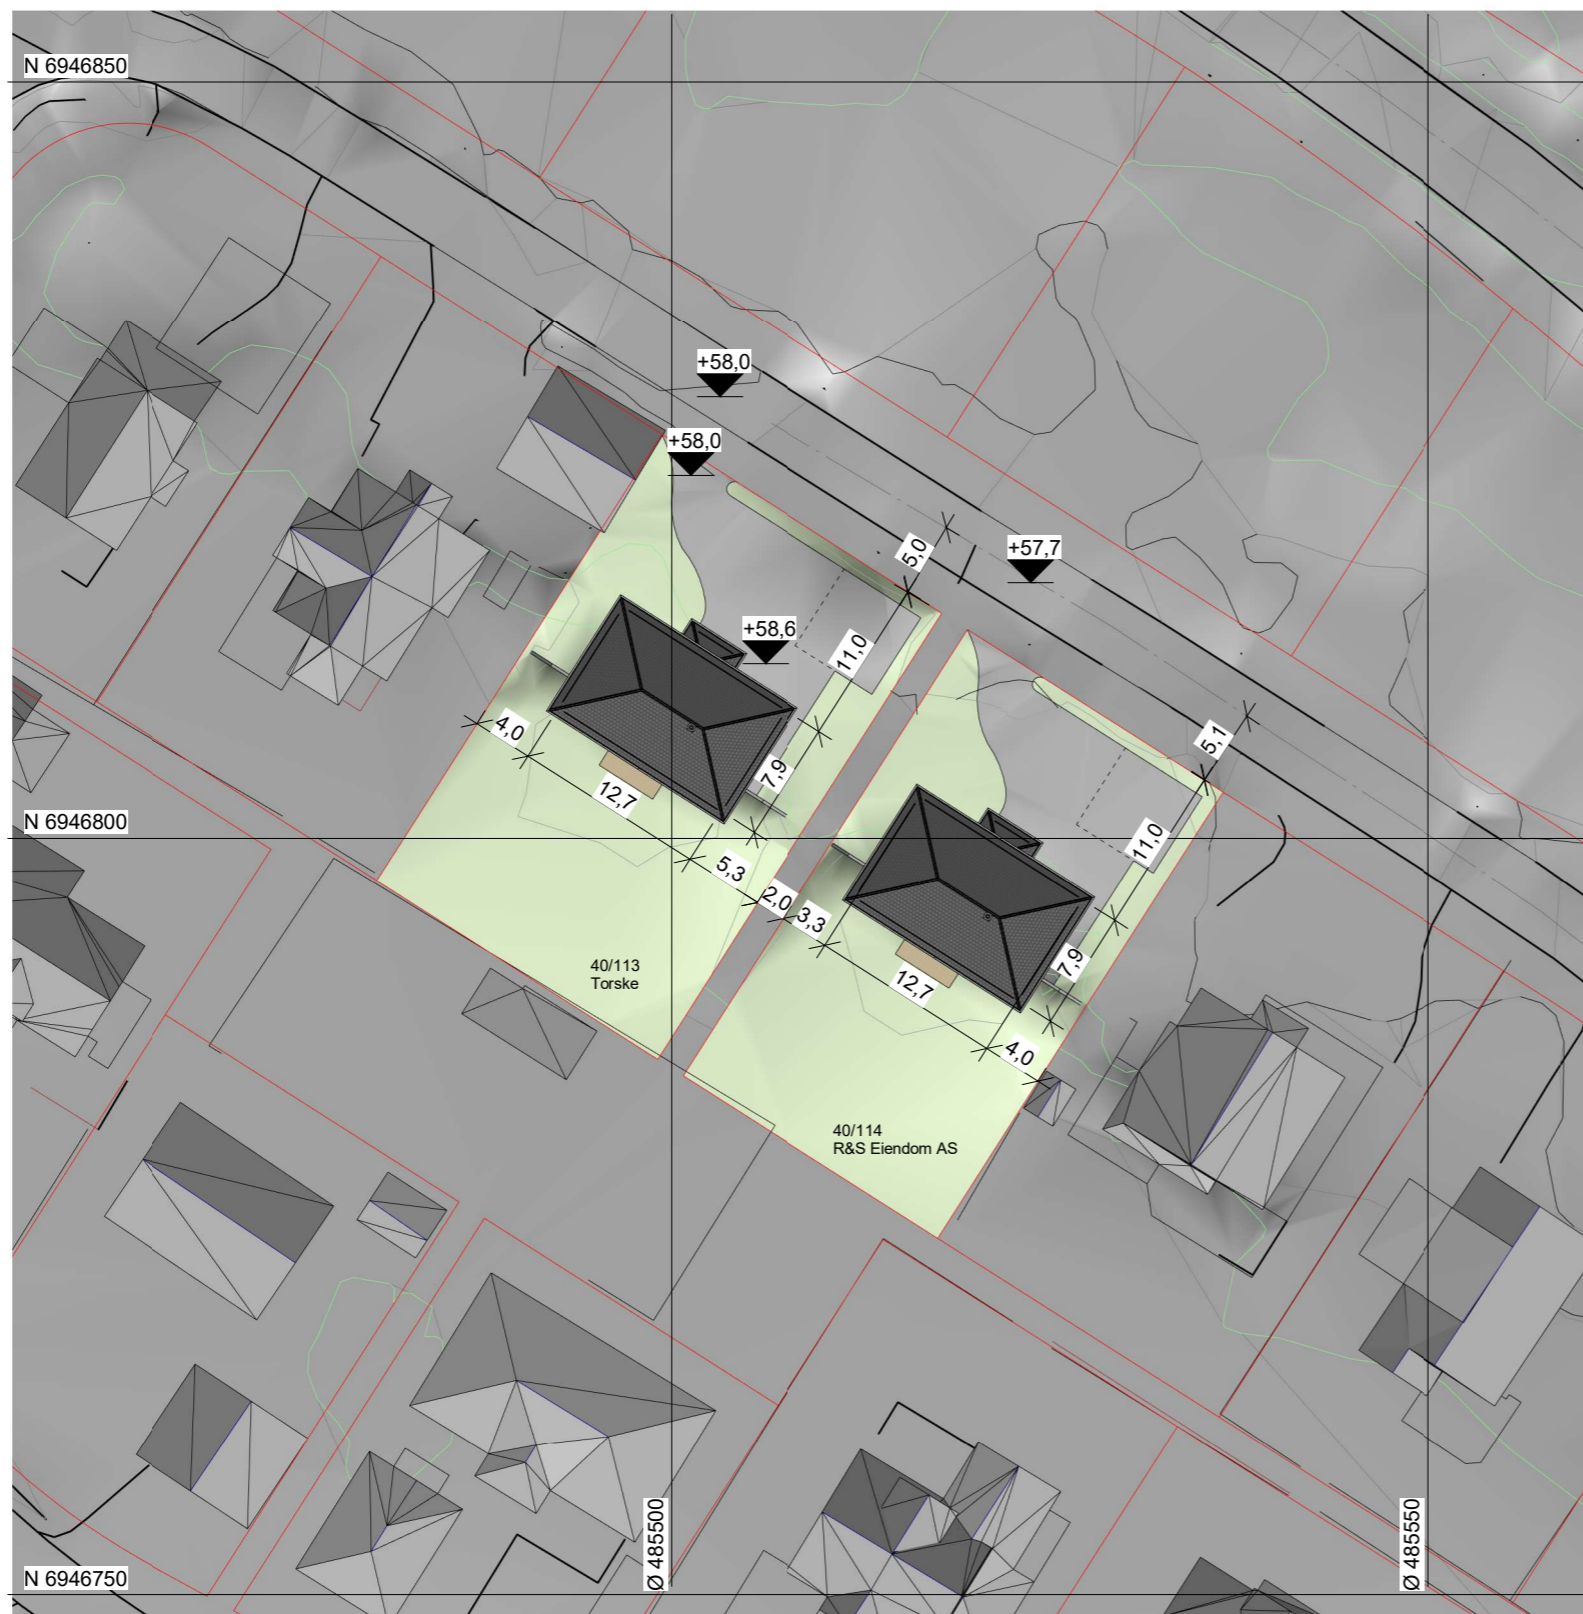 N 6946850
+58,0
+58,0
+57,7
5,0
+58,6
11,0
5,1
4,0
7,9
12,7
N 6946800
11,0
5,3
2,0
3,3
7,9
12,7
40/113
Torske
4,0
40/114
R&S Eiendom AS
Ø 485500
Ø 485550
N 6946750